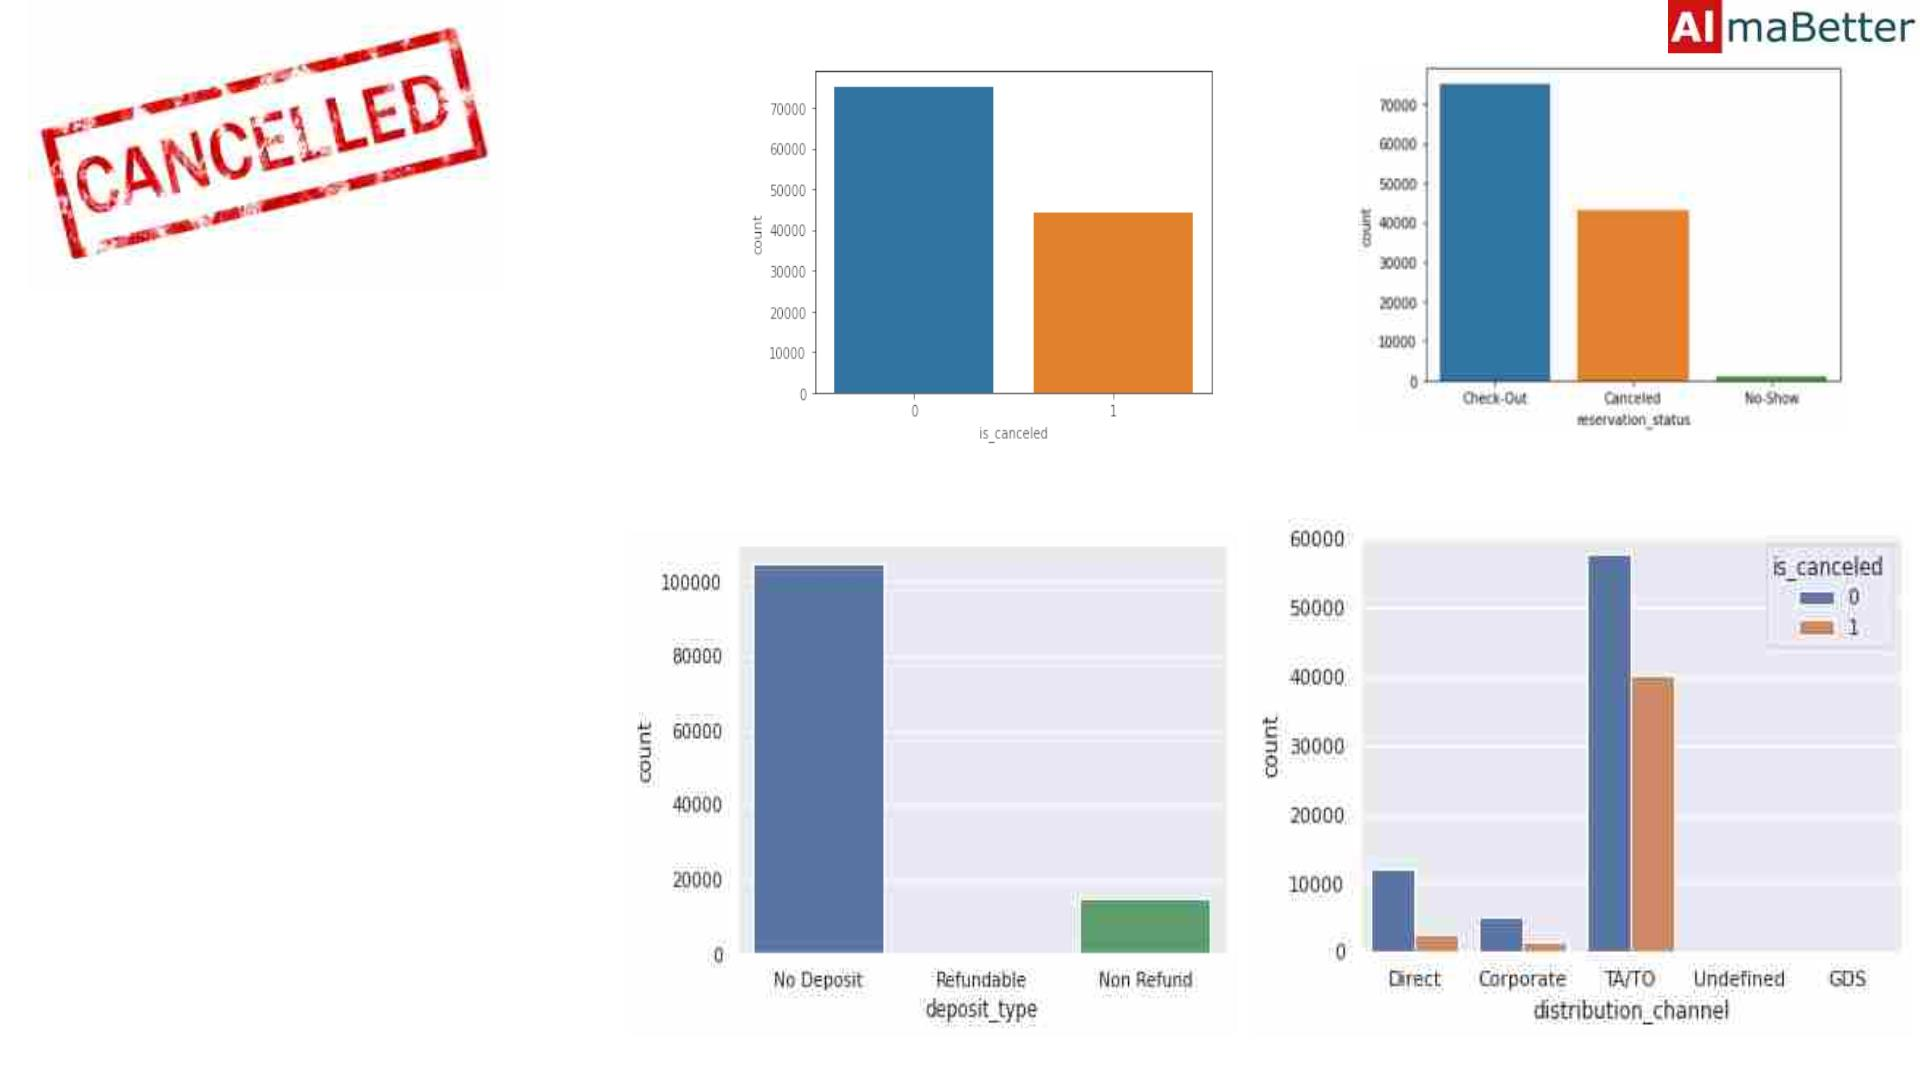 CANCELLED
AlmaBetter
70000
60000
50000
40000
30000
20000
10000
0
count
0 1
is_canceled
70000
60000
50000
40000
30000
20000
10000
0
count
Check-Out Canceled No-Show
reservation_status
100000
80000
60000
40000
20000
0
count
No Deposit Refundable Non Refund
deposit_type
60000
50000
40000
30000
20000
10000
0
count
is_canceled
0
1
Direct Corporate TA/TO Undefined GDS
distribution_channel